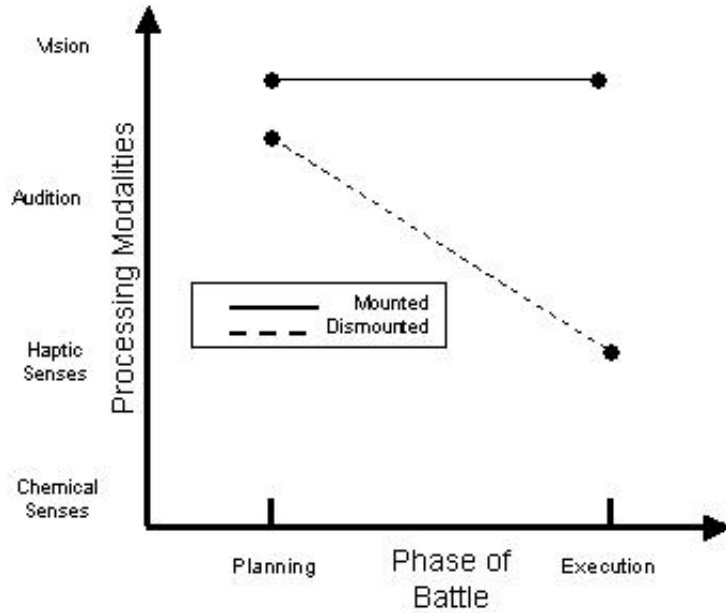 Vision
Audition
Haptic
Senses
Chemical
Senses
Processing Modalities
Mounted
Dismounted
Planning
Phase of
Battle
Execution